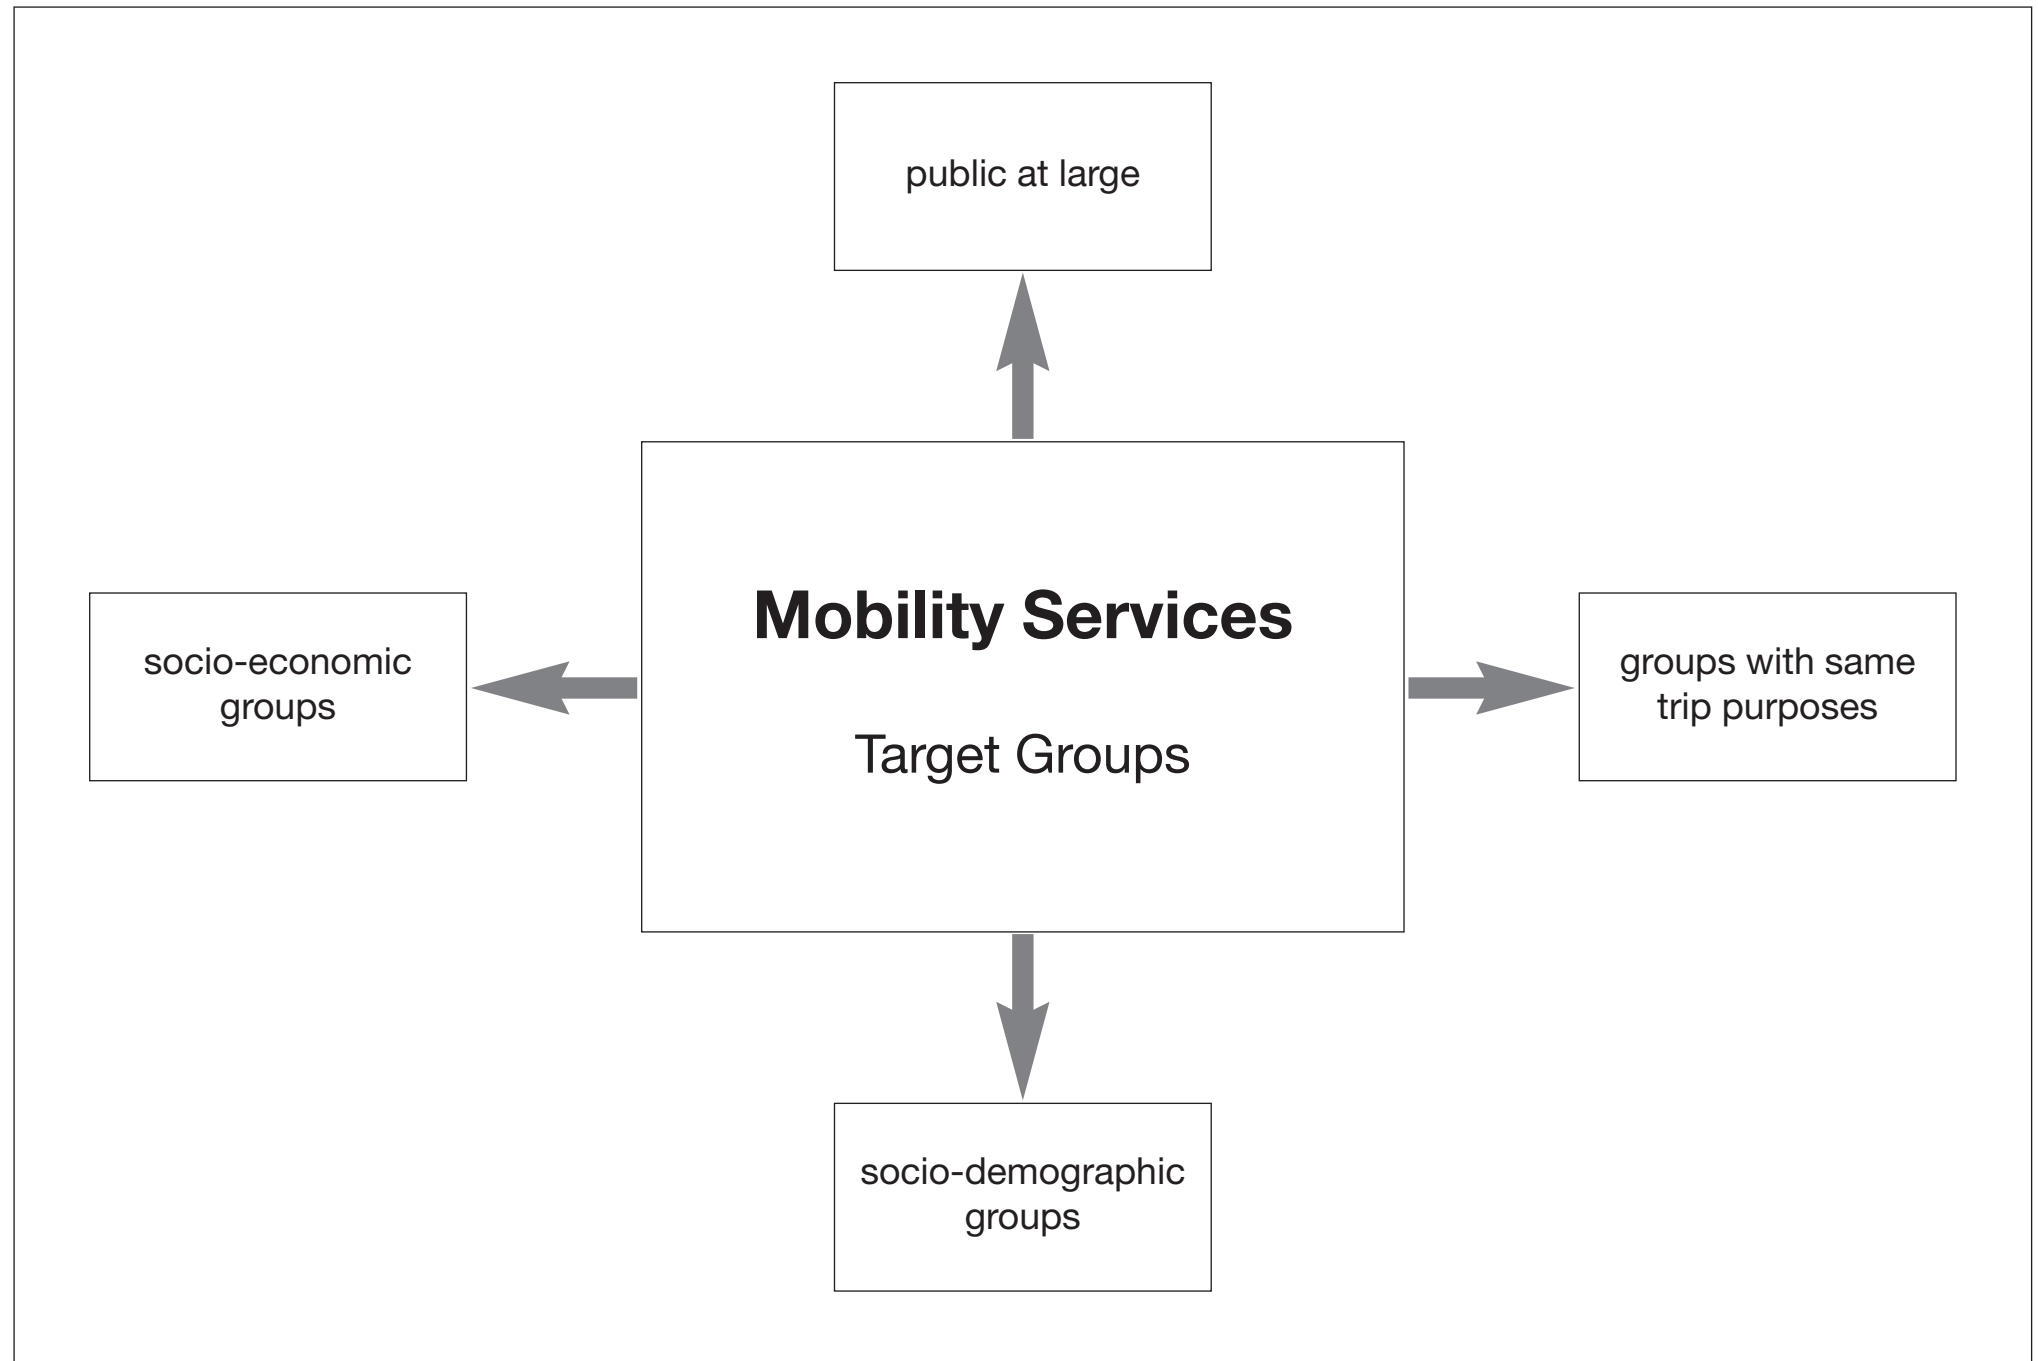 public at large
Mobility Services
Target Groups
socio-economic
groups
groups with same
trip purposes
socio-demographic
groups